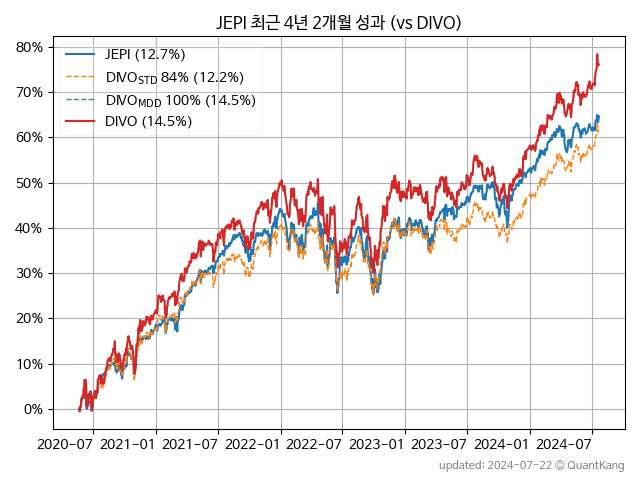 JEPI 최근 4년 2개월 성과 (vs DIVO)
80%
70%
60%
50%
40%
30%
20%
10%
0%
JEPI (12.7%)
DIVO_STD 84% (12.2%)
DIVO_MDD 100% (14.5%)
DIVO (14.5%)
2020-07 2021-01 2021-07 2022-01 2022-07 2023-01 2023-07 2024-01 2024-07
updated: 2024-07-22 © QuantKang